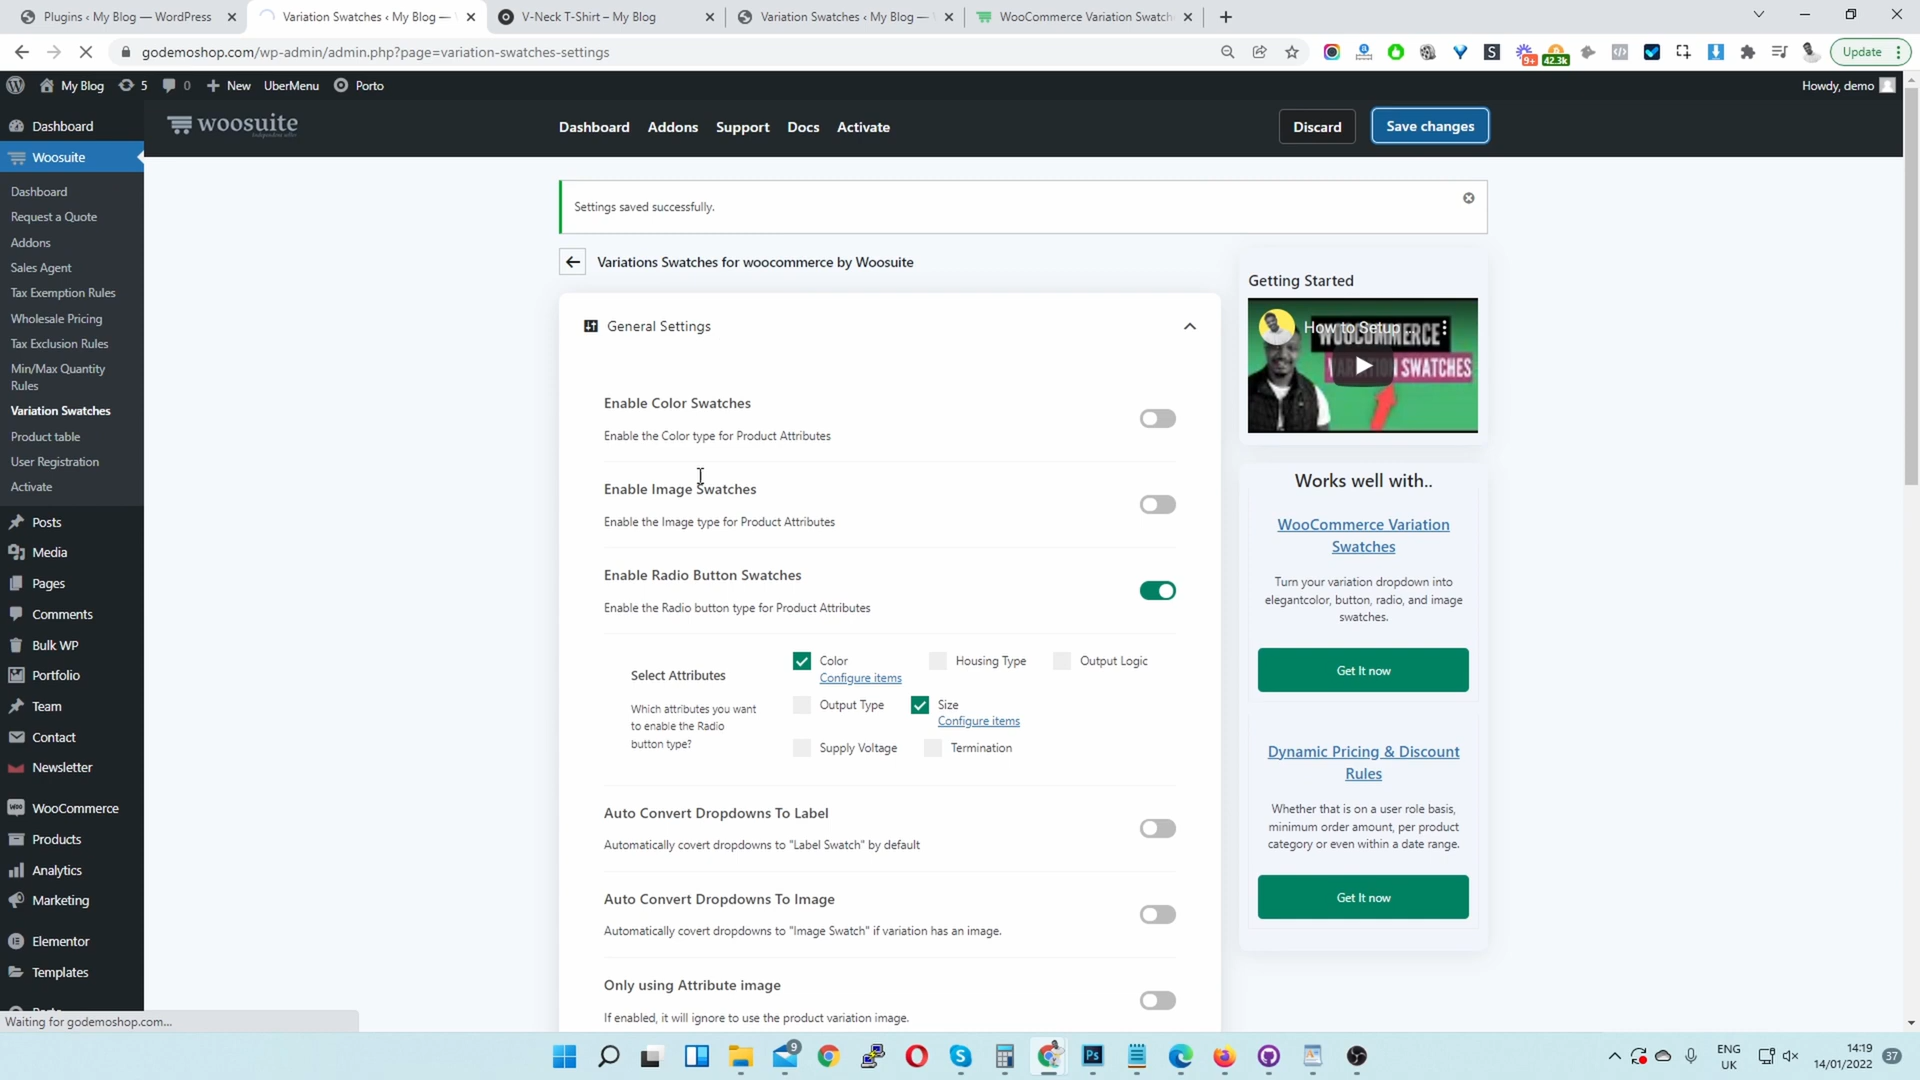 Plugins ‹ My Blog — WordPress
Variation Swatches ‹ My Blog —
V-Neck T-Shirt – My Blog
Variation Swatches ‹ My Blog —
WooCommerce Variation Swatch
godemoshop.com/wp-admin/admin.php?page=variation-swatches-settings
9+
42.3k
Update
My Blog
5
0
New
UberMenu
Porto
Howdy, demo
woosuite
Dashboard
Addons
Support
Docs
Activate
Discard
Save changes
Dashboard
Woosuite
Dashboard
Request a Quote
Addons
Sales Agent
Tax Exemption Rules
Wholesale Pricing
Tax Exclusion Rules
Min/Max Quantity
Rules
Variation Swatches
Product table
User Registration
Activate
Posts
Media
Pages
Comments
Bulk WP
Portfolio
Team
Contact
Newsletter
WooCommerce
Products
Analytics
Marketing
Elementor
Templates
Settings saved successfully.
Variations Swatches for woocommerce by Woosuite
General Settings
Enable Color Swatches
Enable the Color type for Product Attributes
Enable Image Swatches
Enable the Image type for Product Attributes
Enable Radio Button Swatches
Enable the Radio button type for Product Attributes
Select Attributes
Which attributes you want
to enable the Radio
button type?
Color
Configure items
Housing Type
Output Logic
Output Type
Size
Configure items
Supply Voltage
Termination
Auto Convert Dropdowns To Label
Automatically covert dropdowns to "Label Swatch" by default
Auto Convert Dropdowns To Image
Automatically covert dropdowns to "Image Swatch" if variation has an image.
Only using Attribute image
If enabled, it will ignore to use the product variation image.
Getting Started
How to Setup ...
WOOCOMMERCE
SWATCHES
Works well with..
WooCommerce Variation
Swatches
Turn your variation dropdown into
elegantcolor, button, radio, and image
swatches.
Get It now
Dynamic Pricing & Discount
Rules
Whether that is on a user role basis,
minimum order amount, per product
category or even within a date range.
Get It now
Waiting for godemoshop.com...
9
Ps
ENG
UK
14:19
14/01/2022
37